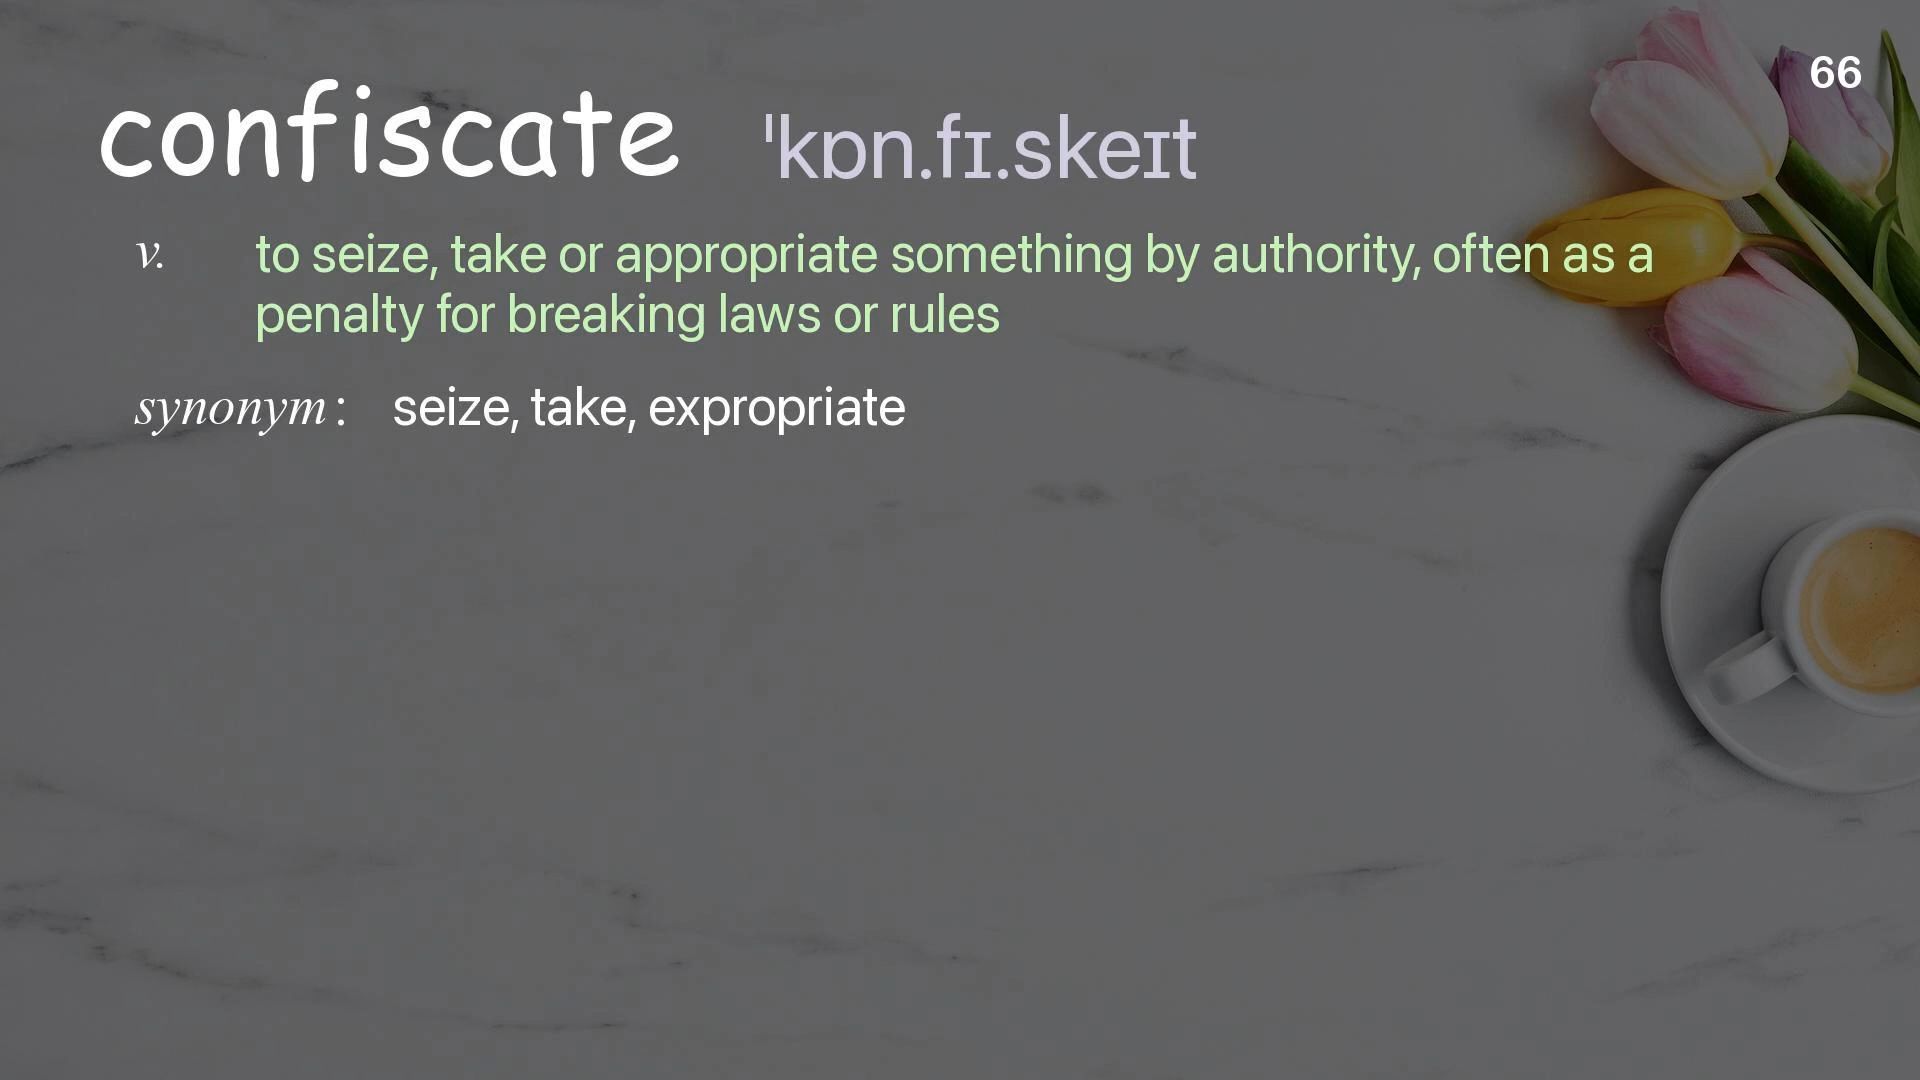 66
confiscate ˈkɒn.fɪ.skeɪt
v. to seize, take or appropriate something by authority, often as a
penalty for breaking laws or rules
synonym: seize, take, expropriate